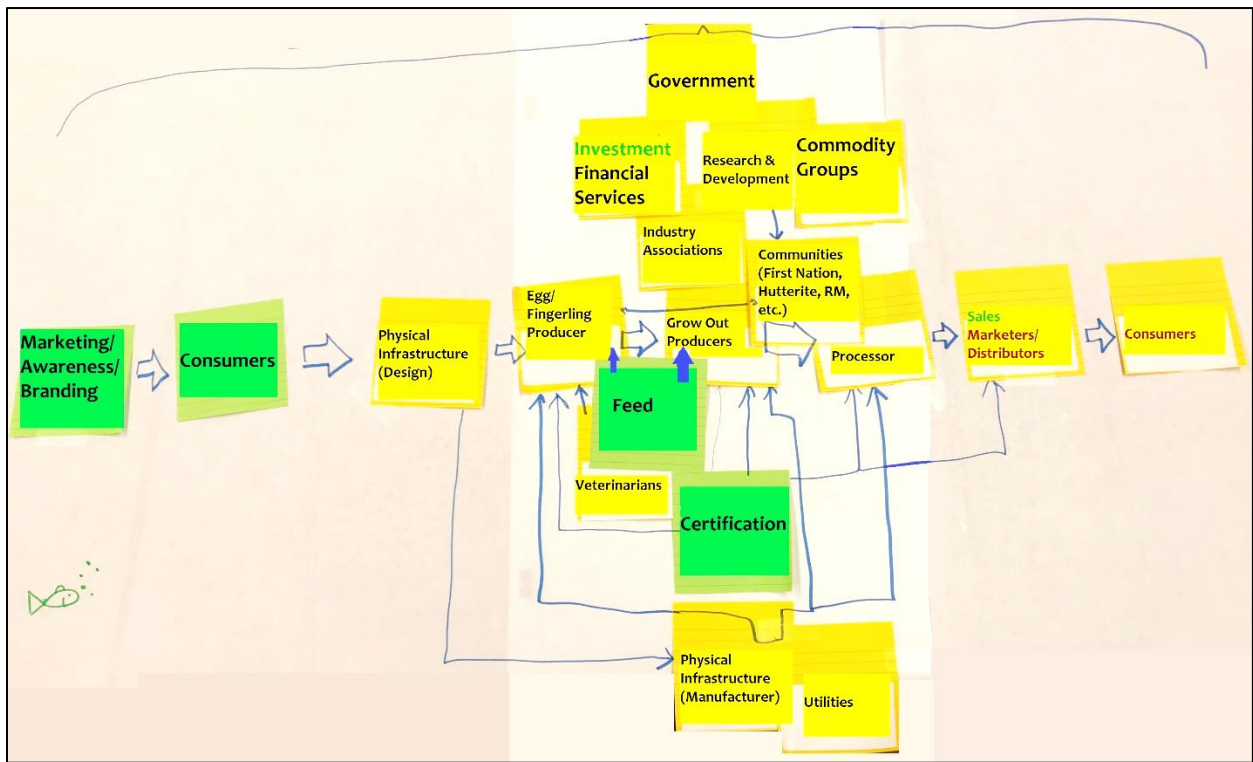 Government
Investment
Financial
Services
Research &
Development
Commodity
Groups
Industry
Associations
Communities
(First Nation,
Hutterite, RM,
etc.)
Marketing/
Awareness/
Branding
Consumers
Physical
Infrastructure
(Design)
Egg/
Fingerling
Producer
Grow Out
Producers
Processor
Sales
Marketers/
Distributors
Consumers
Feed
Veterinarians
Certification
Physical
Infrastructure
(Manufacturer)
Utilities